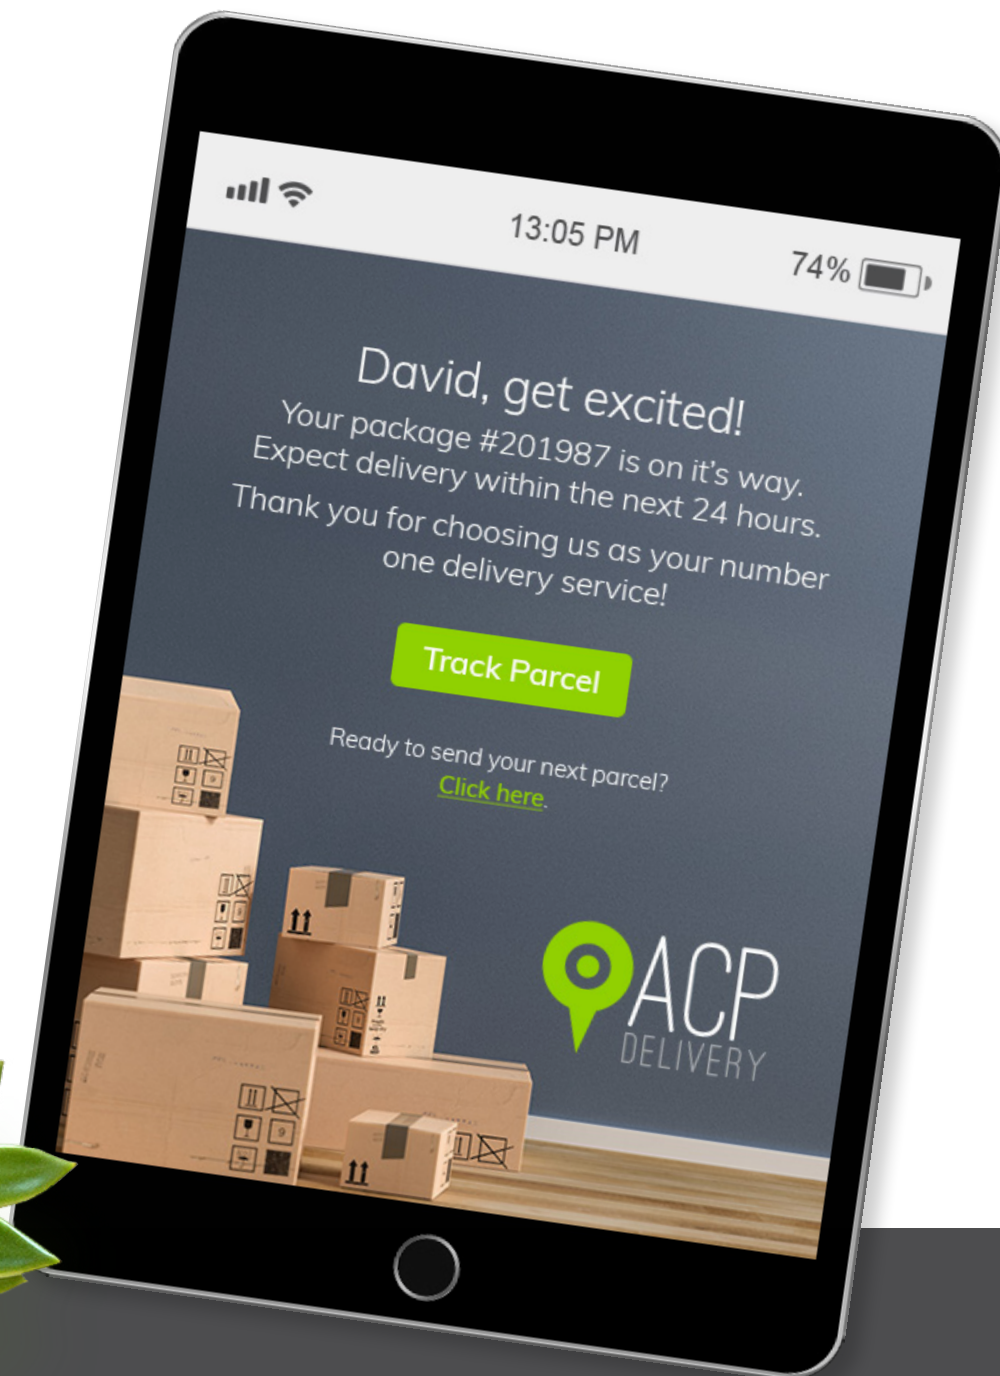 13:05 PM
74%
David, get excited!
Your package #201987 is on it's way.
Expect delivery within the next 24 hours.
Thank you for choosing us as your number
one delivery service!
Track Parcel
Ready to send your next parcel?
Click here.
ACP
DELIVERY